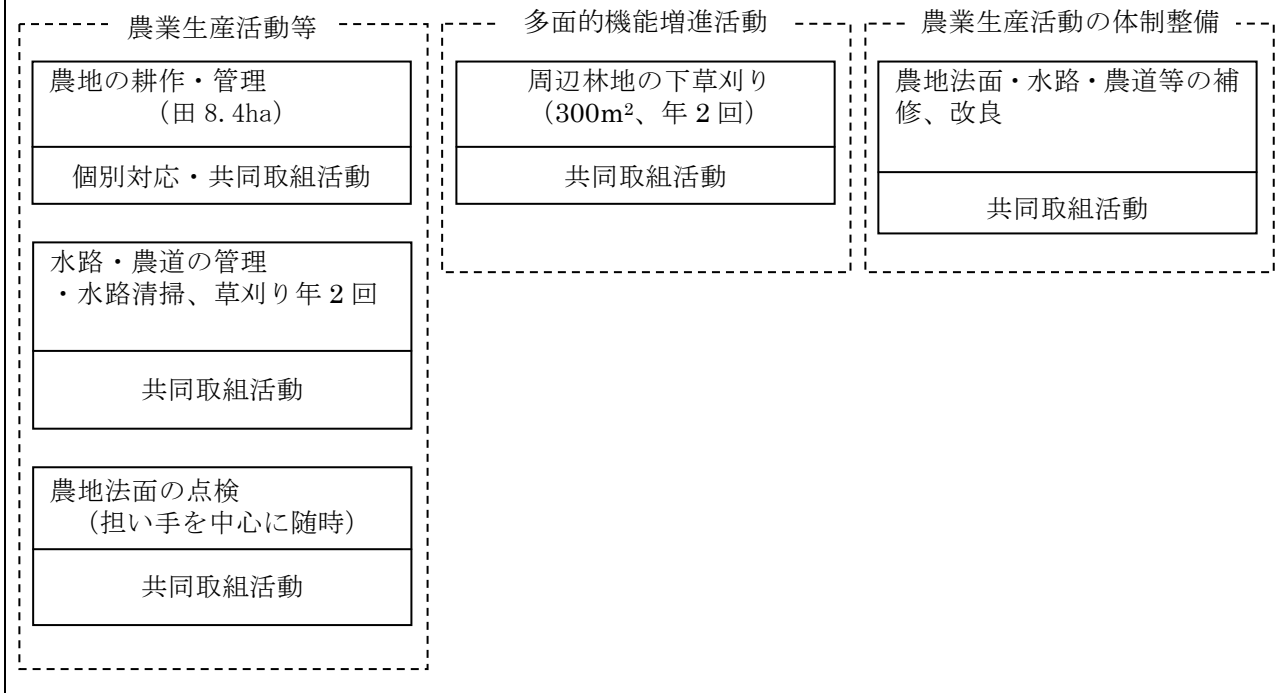 農業生産活動等
農地の耕作・管理
（田 8.4ha）
個別対応・共同取組活動
水路・農道の管理
・水路清掃、草刈り年 2 回
共同取組活動
農地法面の点検
（担い手を中心に随時）
共同取組活動
多面的機能増進活動
周辺林地の下草刈り
（300m²、年 2 回）
共同取組活動
農業生産活動の体制整備
農地法面・水路・農道等の補
修、改良
共同取組活動